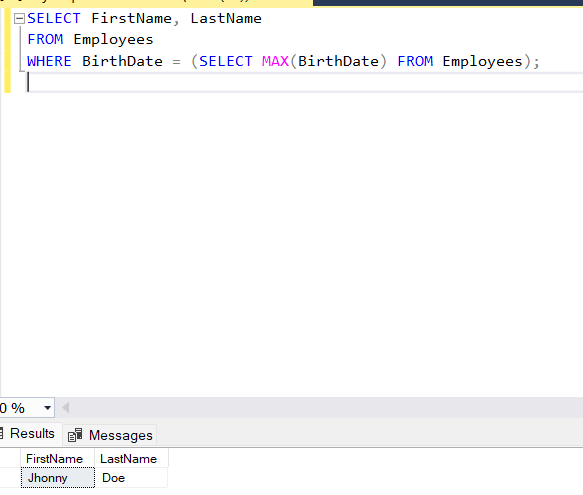 SELECT FirstName, LastName
FROM Employees
WHERE BirthDate = (SELECT MAX(BirthDate) FROM Employees);
0 %
Results Messages
FirstName LastName
Jhonny Doe